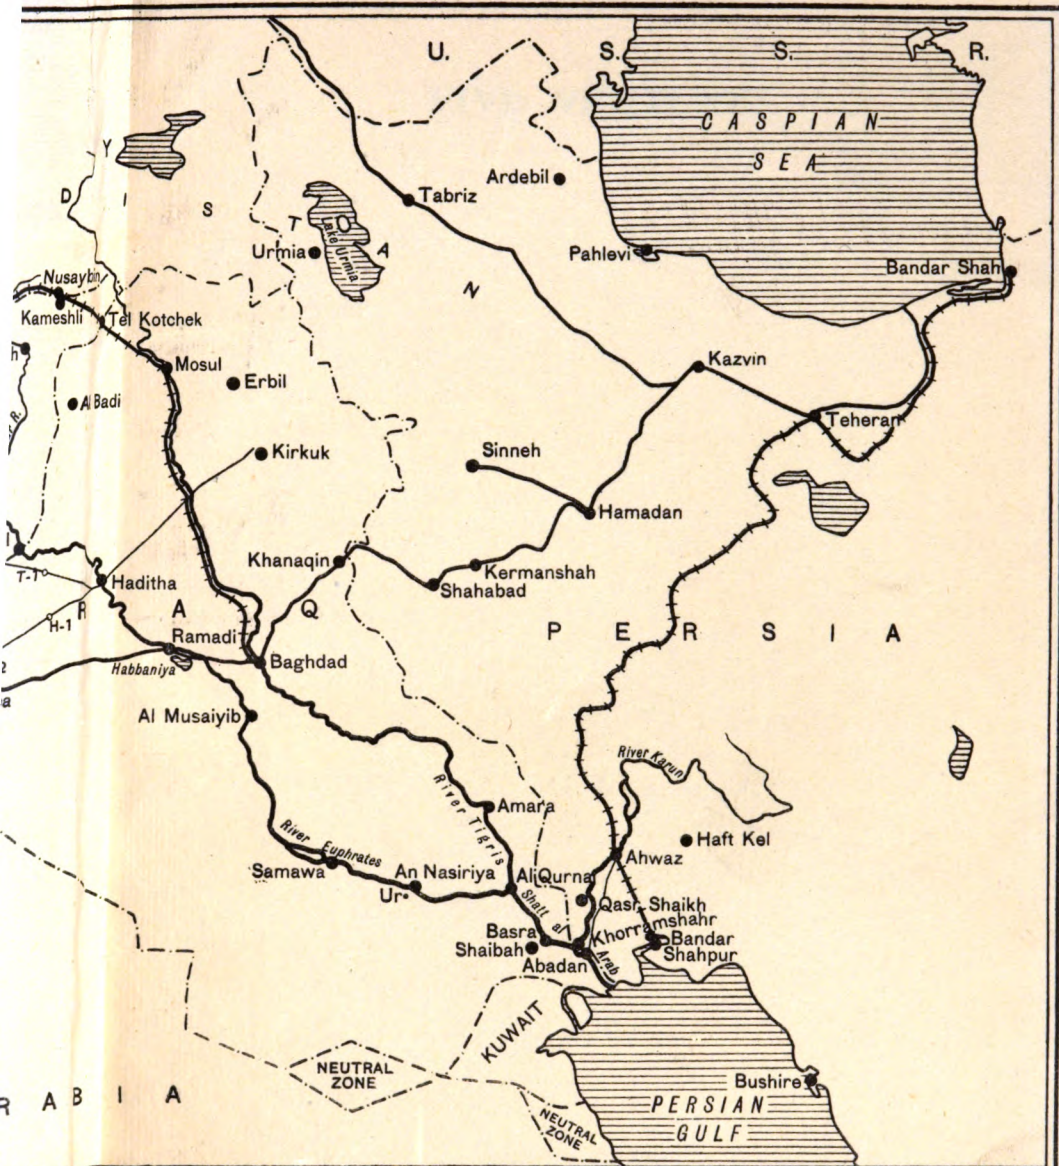 U. S. S. R.
CASPIAN
SEA
Y
D I S T A N
Ardebil
Tabriz
Lake Urmia
Urmia
Pahlevi
Bandar Shah
Nusaybin
Kameshli
Tel Kotchek
Mosul
Erbil
Kazvin
h
Al Badi
R.
Teheran
Kirkuk
Sinneh
Hamadan
Khanaqin
Kermanshah
Shahabad
T-1
Haditha
H-1
R A Q
PERSIA
Ramadi
Habbaniya
Baghdad
Al Musaiyib
River Karun
River Tigris
Amara
Haft Kel
River Euphrates
Samawa
An Nasiriya
Ur
Al Qurna
Ahwaz
Shatt al Arab
Qasr Shaikh
Khorramshahr
Basra
Shaibah
Abadan
Bandar
Shahpur
KUWAIT
NEUTRAL
ZONE
Bushire
RABIA
PERSIAN
GULF
NEUTRAL
ZONE